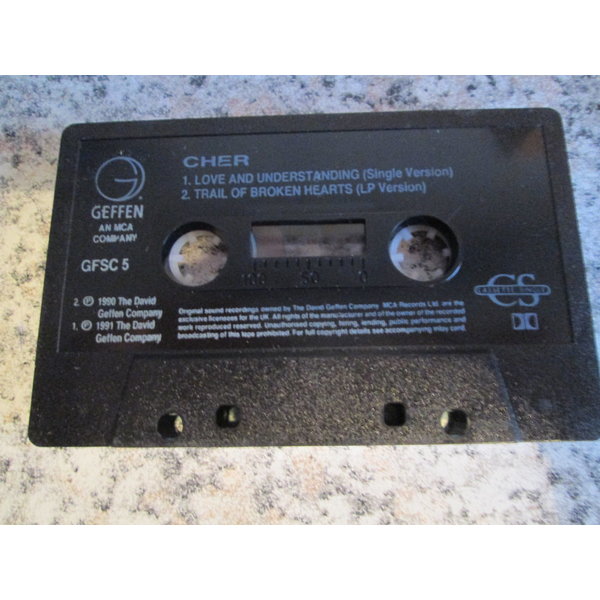 CHER
1. LOVE AND UNDERSTANDING (Single Version)
2. TRAIL OF BROKEN HEARTS (LP Version)
G
GEFFEN
AN MCA
COMPANY
GFSC 5
100 50 0
2. ℗ 1990 The David
Geffen Company
1. ℗ 1991 The David
Geffen Company
Original sound recordings owned by The David Geffen Company MCA Records Ltd. are the
exclusive licensees for the UK. All rights of the manufacturer and of the owner of the recorded
work reproduced reserved. Unauthorised copying, hiring, lending, public performance and
broadcasting of this tape prohibited. For full copyright details see accompanying inlay card.
CS
CASSETTE SINGLE